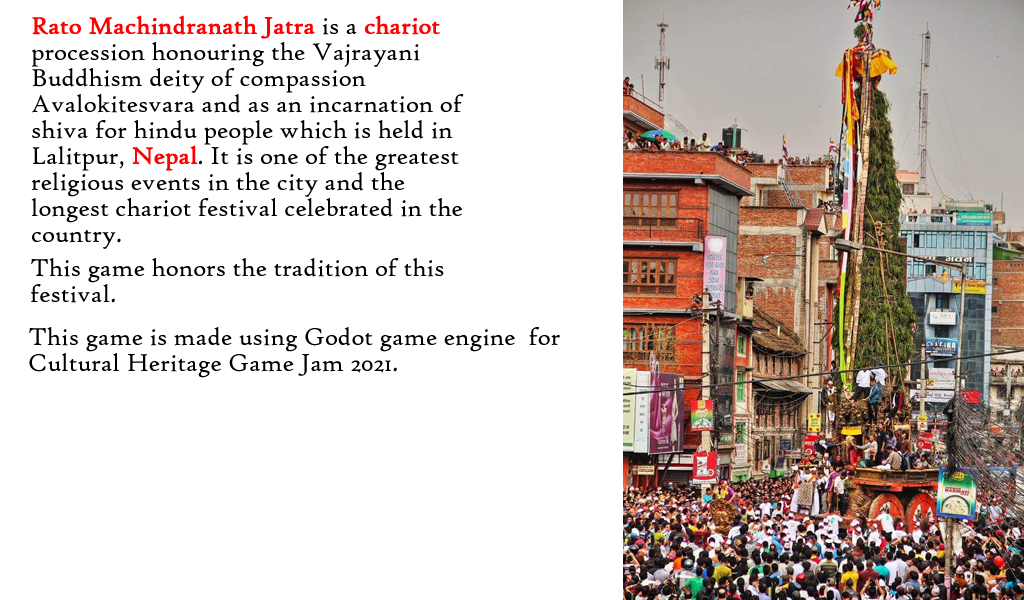 Rato Machindranath Jatra is a chariot
procession honouring the Vajrayani
Buddhism deity of compassion
Avalokitesvara and as an incarnation of
shiva for hindu people which is held in
Lalitpur, Nepal. It is one of the greatest
religious events in the city and the
longest chariot festival celebrated in the
country.
This game honors the tradition of this
festival.
This game is made using Godot game engine for
Cultural Heritage Game Jam 2021.